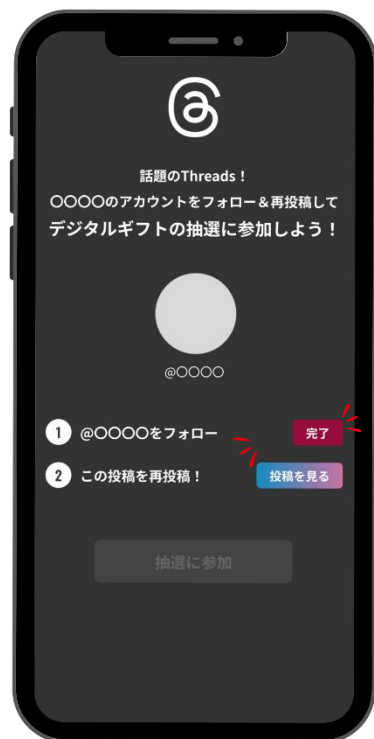 話題のThreads！
〇〇〇〇のアカウントをフォロー＆再投稿して
デジタルギフトの抽選に参加しよう！
@〇〇〇〇
1 @〇〇〇〇をフォロー 完了
2 この投稿を再投稿！ 投稿を見る
抽選に参加